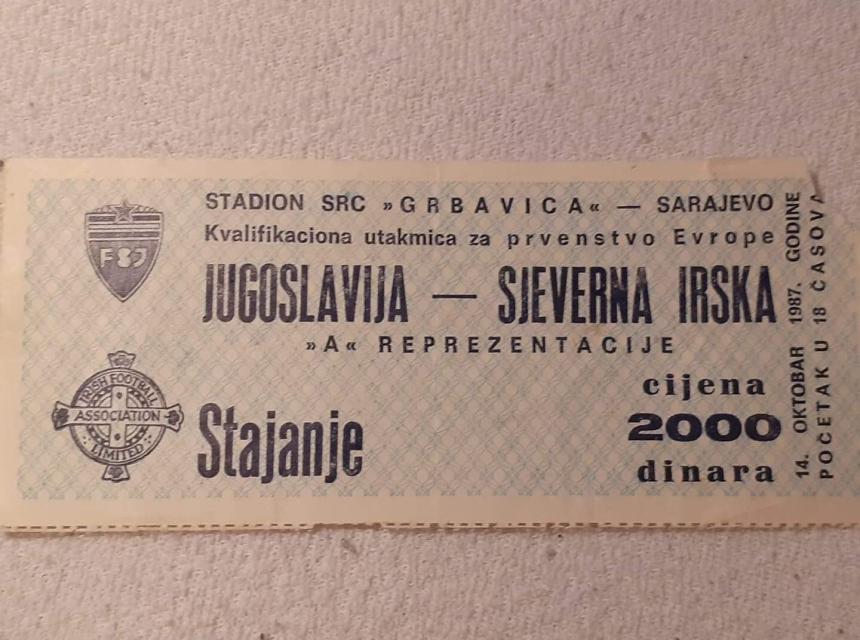 STADION SRC »GRBAVICA« — SARAJEVO
Kvalifikaciona utakmica za prvenstvo Evrope
JUGOSLAVIJA — SJEVERNA IRSKA
»A« REPREZENTACIJE
Stajanje
cijena
2000
dinara
14. OKTOBAR 1987. GODINE
POČETAK U 18 ČASOVA
FSJ
IRISH FOOTBALL
ASSOCIATION
LIMITED